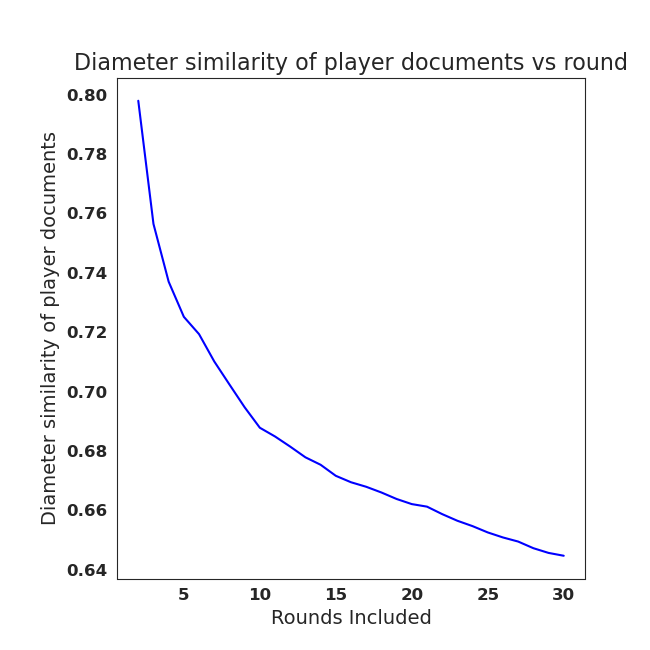 Diameter similarity of player documents vs round
Diameter similarity of player documents
0.80
0.78
0.76
0.74
0.72
0.70
0.68
0.66
0.64
5 10 15 20 25 30
Rounds Included